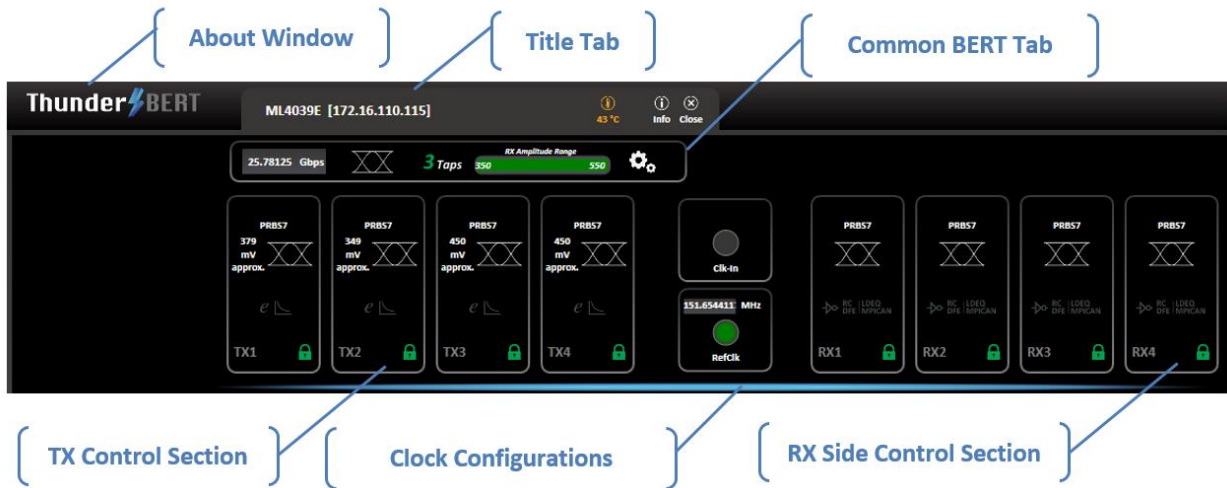 About Window
Title Tab
Common BERT Tab
ThunderBERT
ML4039E [172.16.110.115]
43 °C
Info
Close
25.78125 Gbps
3 Taps
RX Amplitude Range
350
550
PRBS7
379
mV
approx.
e
TX1
PRBS7
349
mV
approx.
e
TX2
PRBS7
450
mV
approx.
e
TX3
PRBS7
450
mV
approx.
e
TX4
Clk-In
151.654411 MHz
RefClk
PRBS7
RC LDEQ
DFE MPICAN
RX1
PRBS7
RC LDEQ
DFE MPICAN
RX2
PRBS7
RC LDEQ
DFE MPICAN
RX3
PRBS7
RC LDEQ
DFE MPICAN
RX4
TX Control Section
Clock Configurations
RX Side Control Section